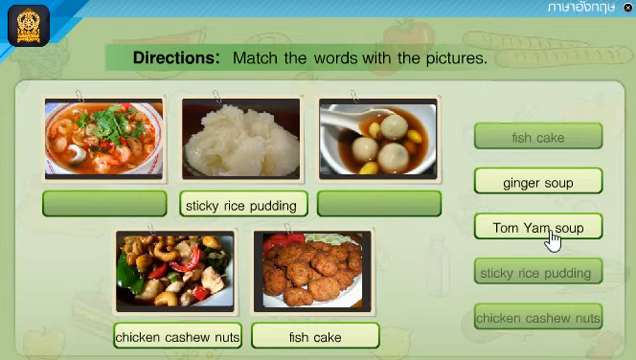 ภาษาอังกฤษ
Directions: Match the words with the pictures.
fish cake
ginger soup
sticky rice pudding
Tom Yam soup
sticky rice pudding
chicken cashew nuts
chicken cashew nuts
fish cake